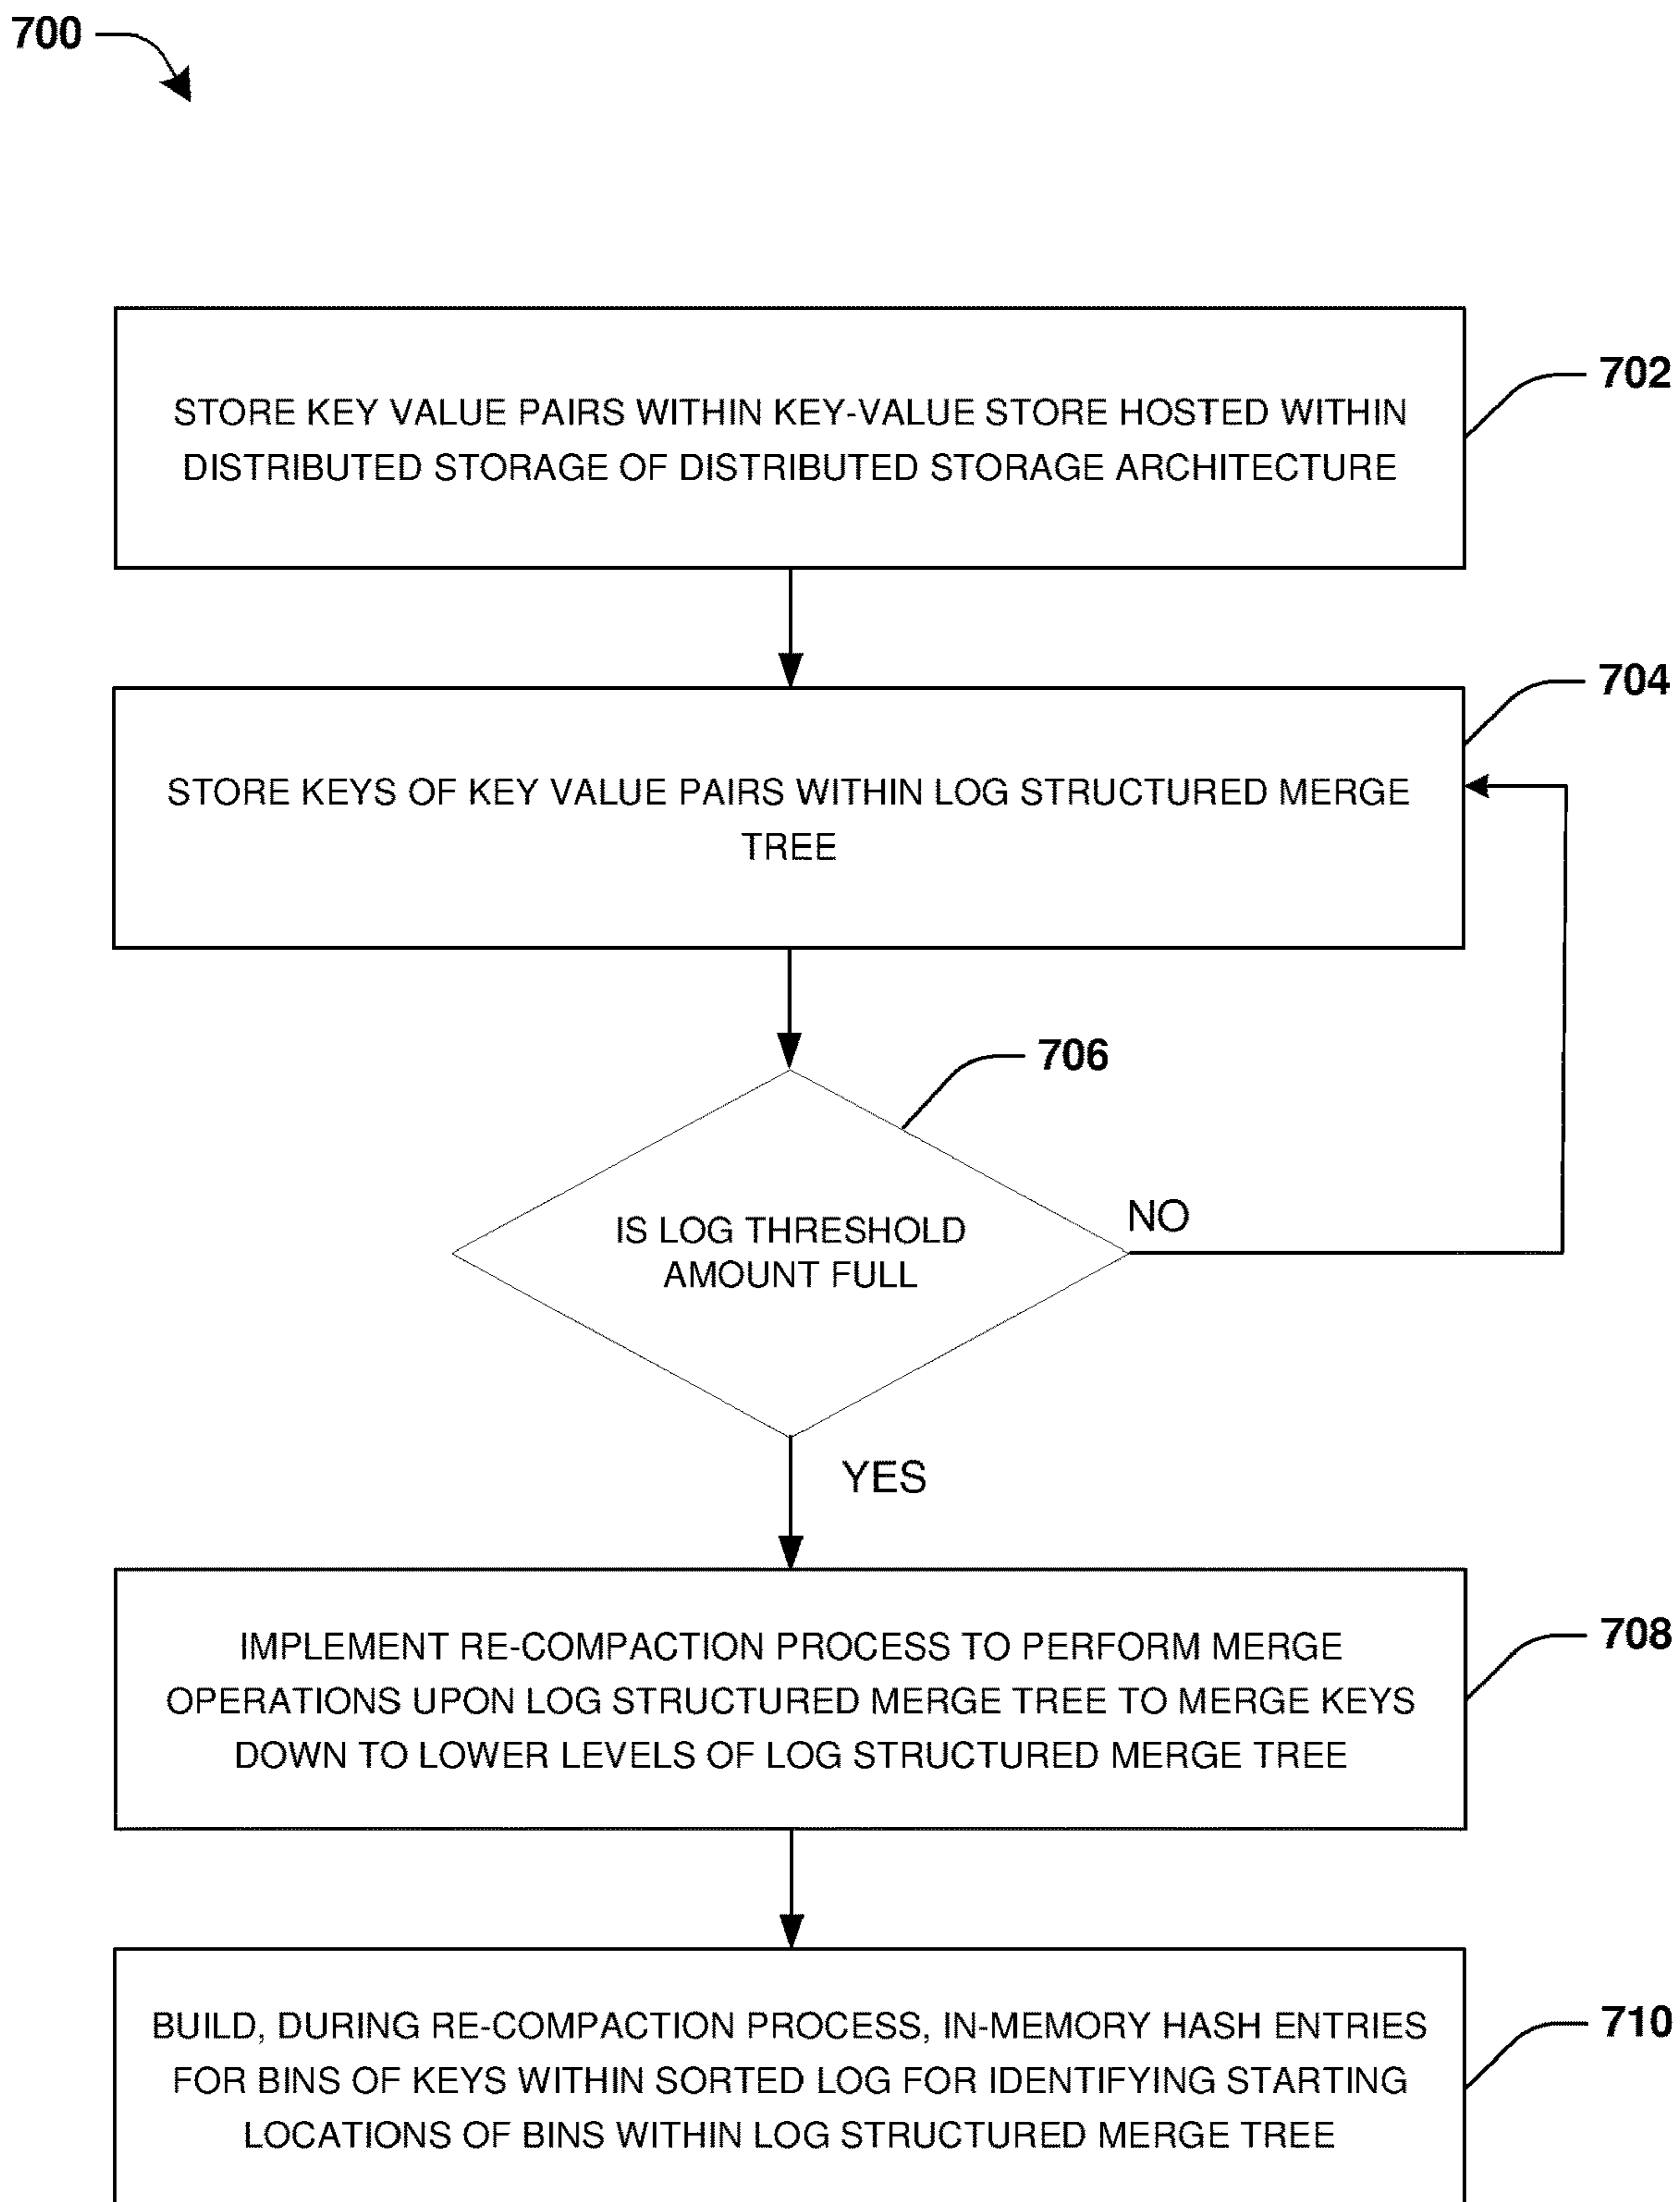 700
STORE KEY VALUE PAIRS WITHIN KEY-VALUE STORE HOSTED WITHIN
DISTRIBUTED STORAGE OF DISTRIBUTED STORAGE ARCHITECTURE
702
STORE KEYS OF KEY VALUE PAIRS WITHIN LOG STRUCTURED MERGE
TREE
704
706
IS LOG THRESHOLD
AMOUNT FULL
NO
YES
IMPLEMENT RE-COMPACTION PROCESS TO PERFORM MERGE
OPERATIONS UPON LOG STRUCTURED MERGE TREE TO MERGE KEYS
DOWN TO LOWER LEVELS OF LOG STRUCTURED MERGE TREE
708
BUILD, DURING RE-COMPACTION PROCESS, IN-MEMORY HASH ENTRIES
FOR BINS OF KEYS WITHIN SORTED LOG FOR IDENTIFYING STARTING
LOCATIONS OF BINS WITHIN LOG STRUCTURED MERGE TREE
710